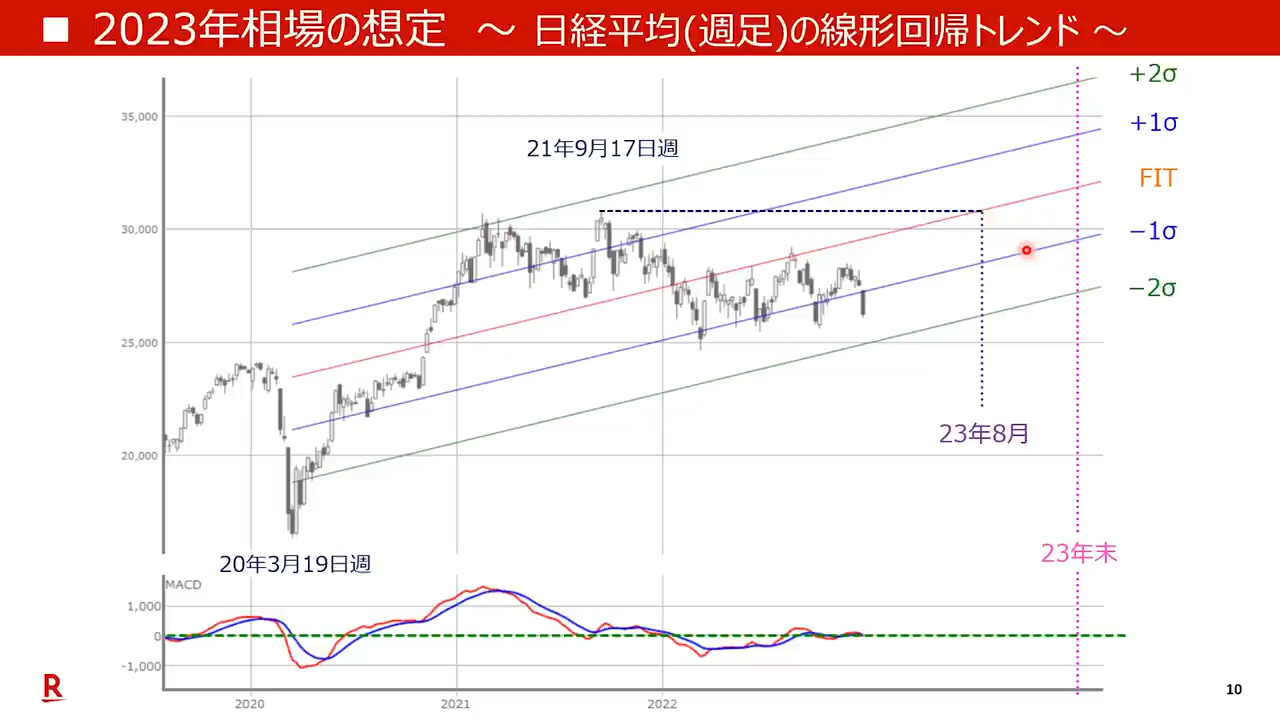 ■ 2023年相場の想定 ～ 日経平均(週足)の線形回帰トレンド ～
+2σ
35,000
+1σ
21年9月17日週
FIT
30,000
−1σ
−2σ
25,000
23年8月
20,000
23年末
20年3月19日週
MACD
1,000
0
-1,000
R
10
2020
2021
2022